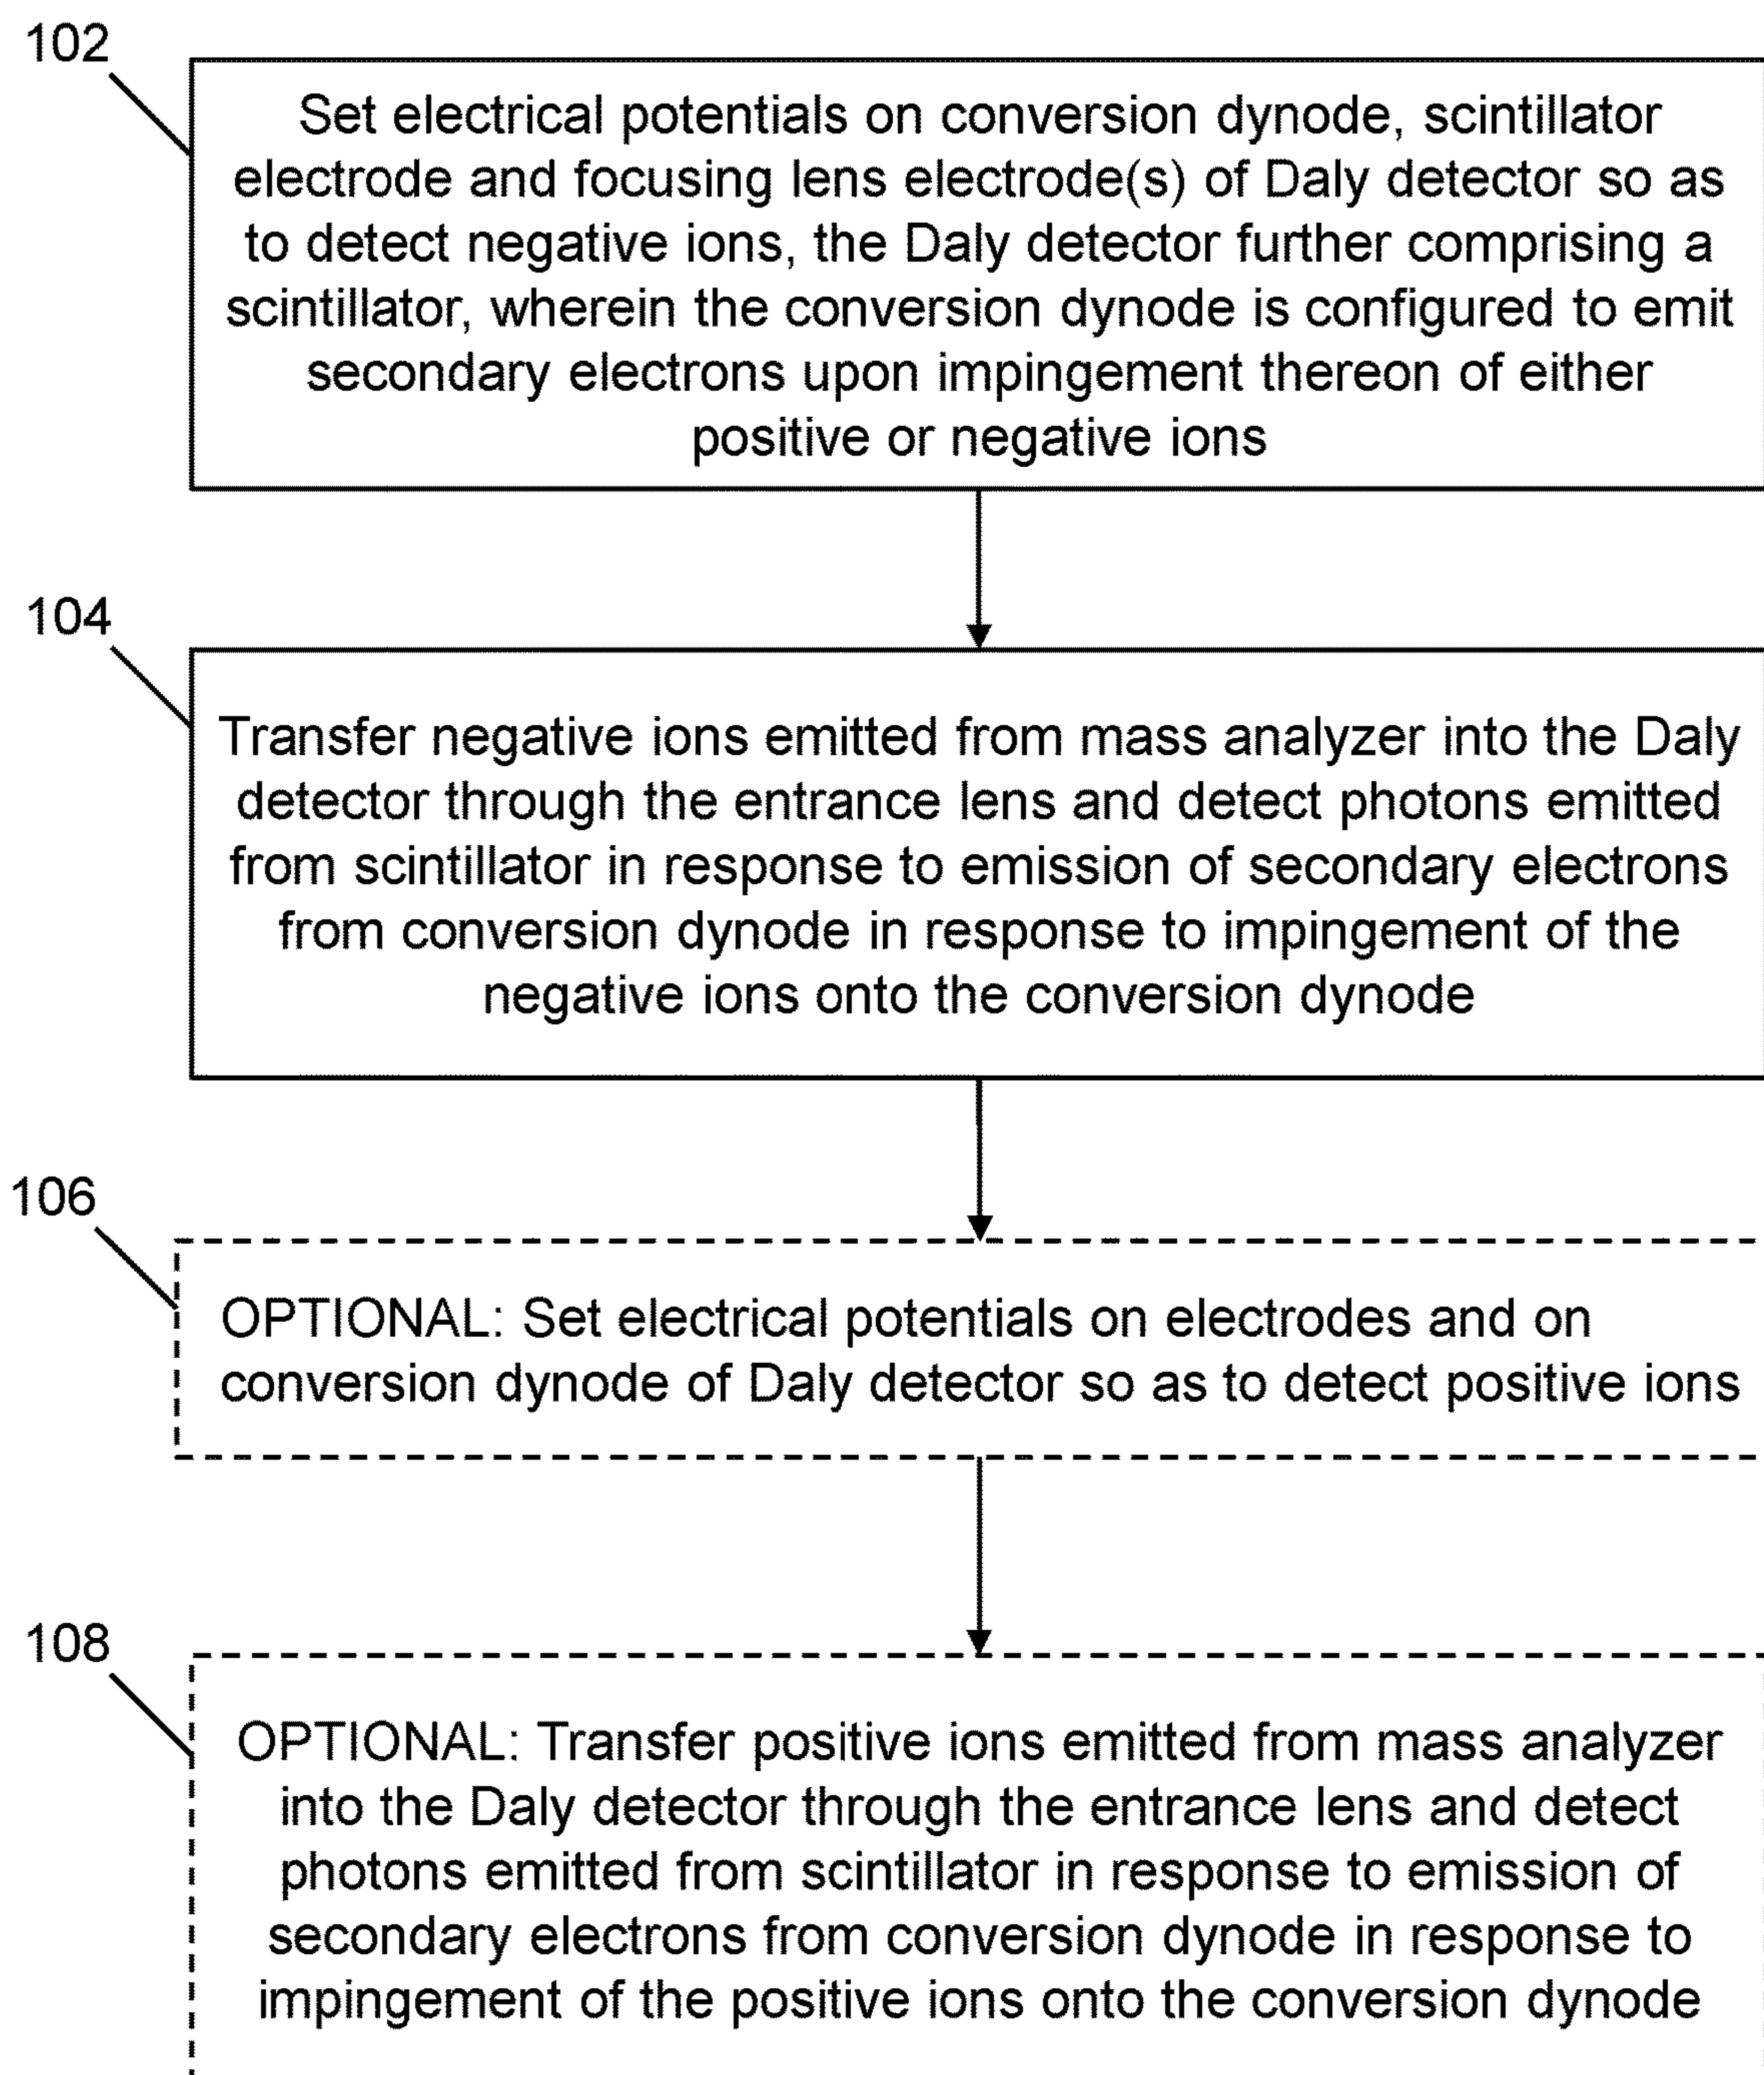 102
Set electrical potentials on conversion dynode, scintillator
electrode and focusing lens electrode(s) of Daly detector so as
to detect negative ions, the Daly detector further comprising a
scintillator, wherein the conversion dynode is configured to emit
secondary electrons upon impingement thereon of either
positive or negative ions
104
Transfer negative ions emitted from mass analyzer into the Daly
detector through the entrance lens and detect photons emitted
from scintillator in response to emission of secondary electrons
from conversion dynode in response to impingement of the
negative ions onto the conversion dynode
106
OPTIONAL: Set electrical potentials on electrodes and on
conversion dynode of Daly detector so as to detect positive ions
108
OPTIONAL: Transfer positive ions emitted from mass analyzer
into the Daly detector through the entrance lens and detect
photons emitted from scintillator in response to emission of
secondary electrons from conversion dynode in response to
impingement of the positive ions onto the conversion dynode